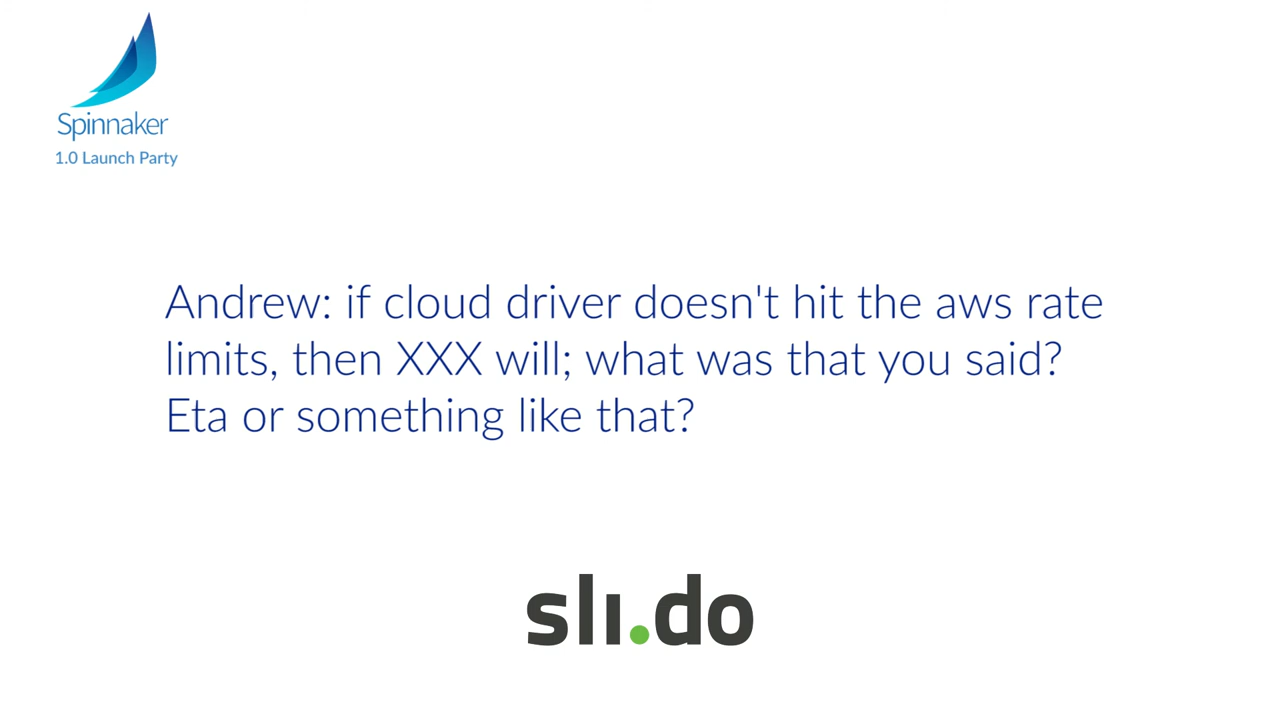 Spinnaker
1.0 Launch Party
Andrew: if cloud driver doesn't hit the aws rate
limits, then XXX will; what was that you said?
Eta or something like that?
sli.do